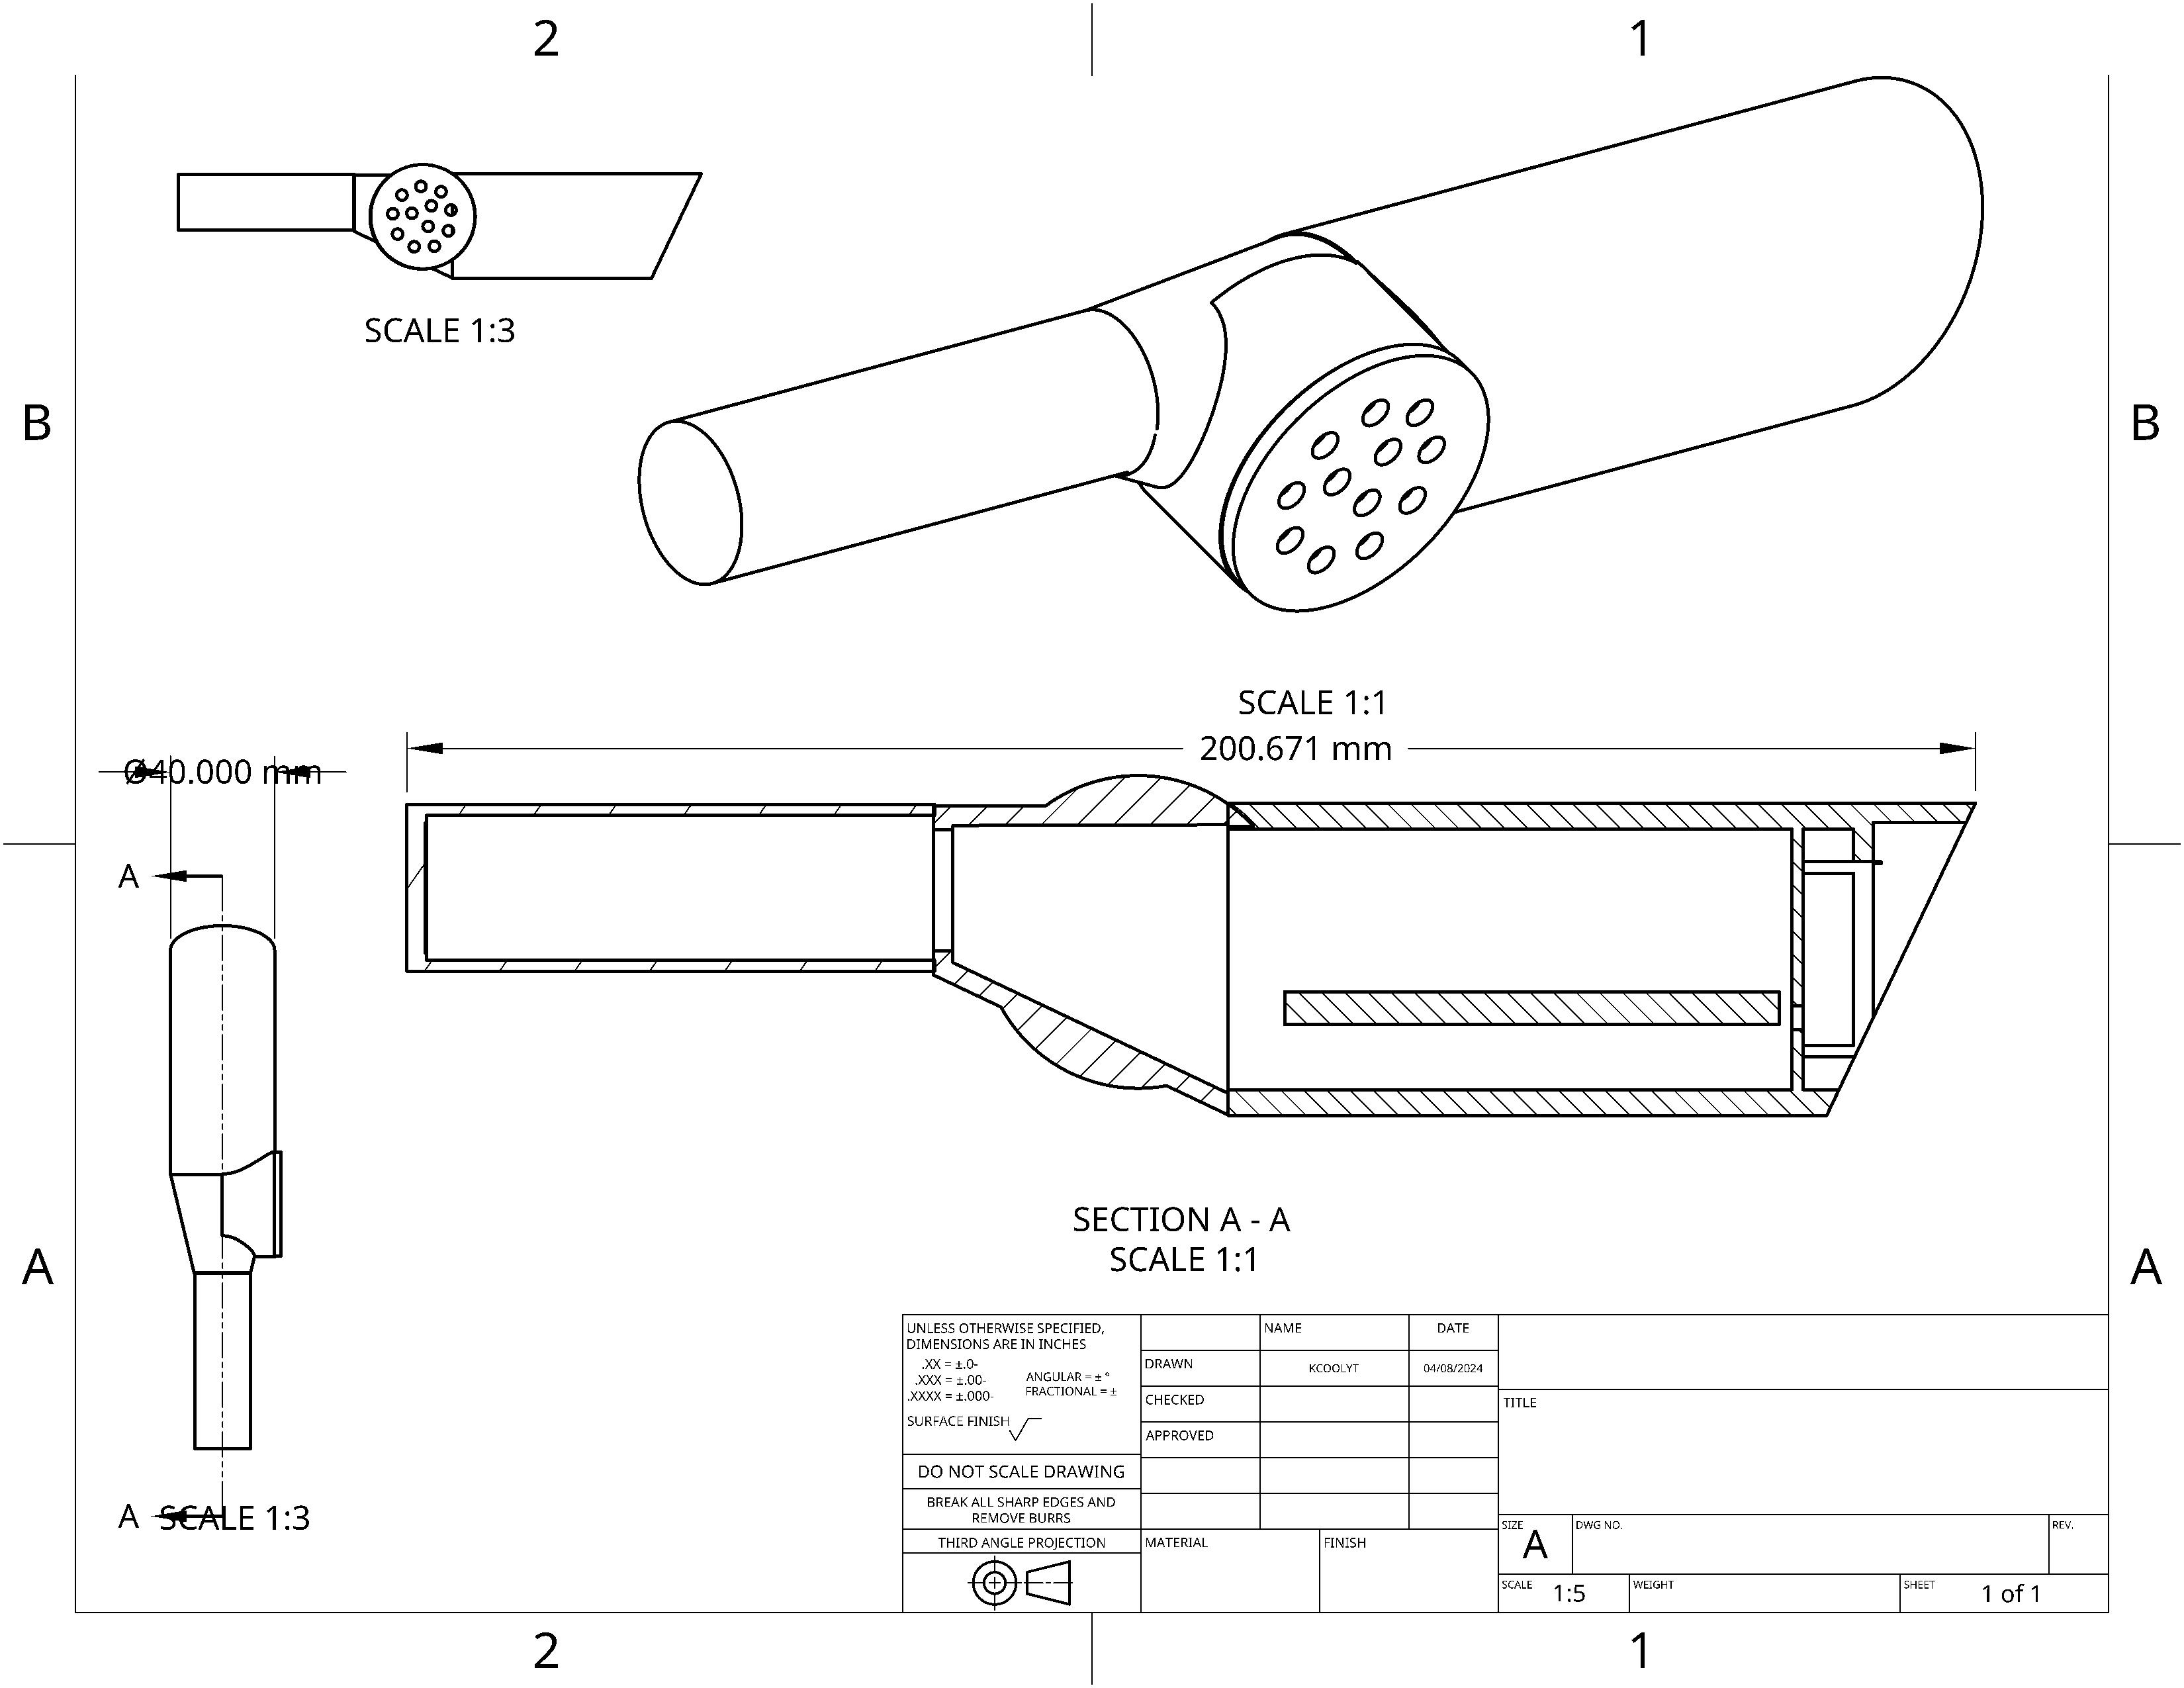 2
1
SCALE 1:3
B
B
SCALE 1:1
200.671 mm
Ø40.000 mm
A
SECTION A - A
SCALE 1:1
A
A
A SCALE 1:3
UNLESS OTHERWISE SPECIFIED,
DIMENSIONS ARE IN INCHES
.XX = ±.0-
.XXX = ±.00-
.XXXX = ±.000-
ANGULAR = ± °
FRACTIONAL = ±
SURFACE FINISH
DO NOT SCALE DRAWING
BREAK ALL SHARP EDGES AND
REMOVE BURRS
THIRD ANGLE PROJECTION
NAME
DATE
DRAWN
KCOOLYT
04/08/2024
CHECKED
APPROVED
MATERIAL
FINISH
TITLE
SIZE
A
DWG NO.
REV.
SCALE
1:5
WEIGHT
SHEET
1 of 1
2
1